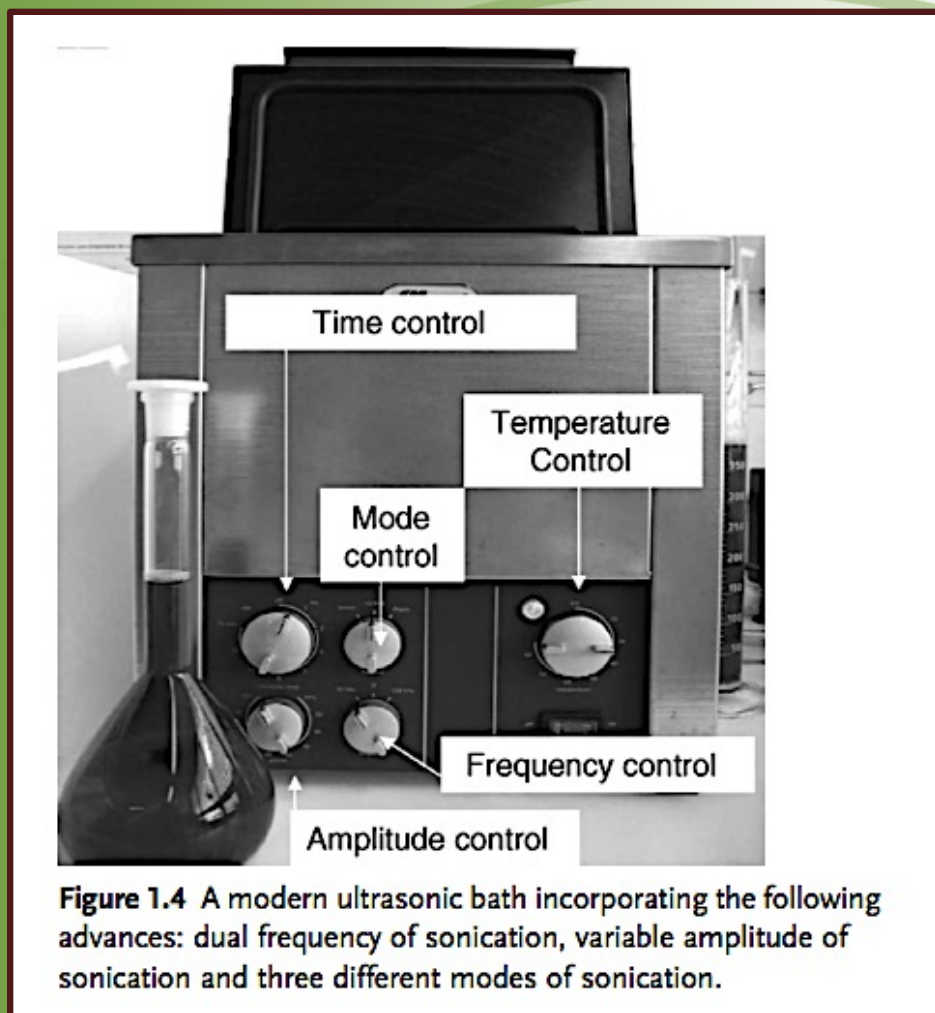 Time control
Temperature
Control
Mode
control
Frequency control
Amplitude control
Figure 1.4 A modern ultrasonic bath incorporating the following
advances: dual frequency of sonication, variable amplitude of
sonication and three different modes of sonication.